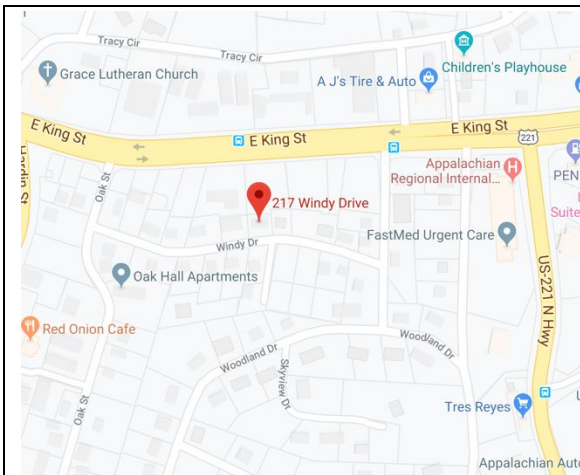 Tracy Cir
Tracy Cir
Children's Playhouse
Grace Lutheran Church
A J's Tire & Auto
E King St
E King St
E King St
221
Hardin St
Oak St
Appalachian
Regional Internal...
PEN
Suite
217 Windy Drive
Windy Dr
FastMed Urgent Care
Oak Hall Apartments
US-221 N Hwy
Red Onion Cafe
Woodland Dr
Woodland Dr
Skyview Dr
Oak St
Tres Reyes
Appalachian Auto